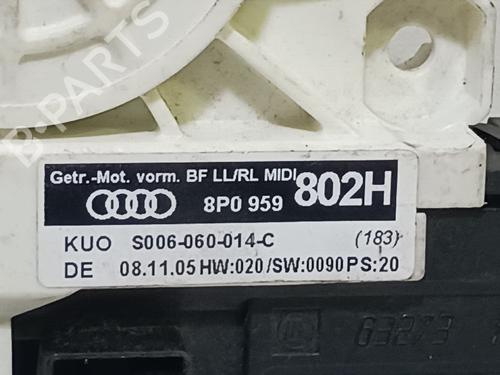 B-PARTS
Getr.-Mot. vorm. BF LL/RL MIDI
8P0 959 802H
KUO S006-060-014-C (183)
DE 08.11.05 HW:020/SW:0090 PS:20
63273